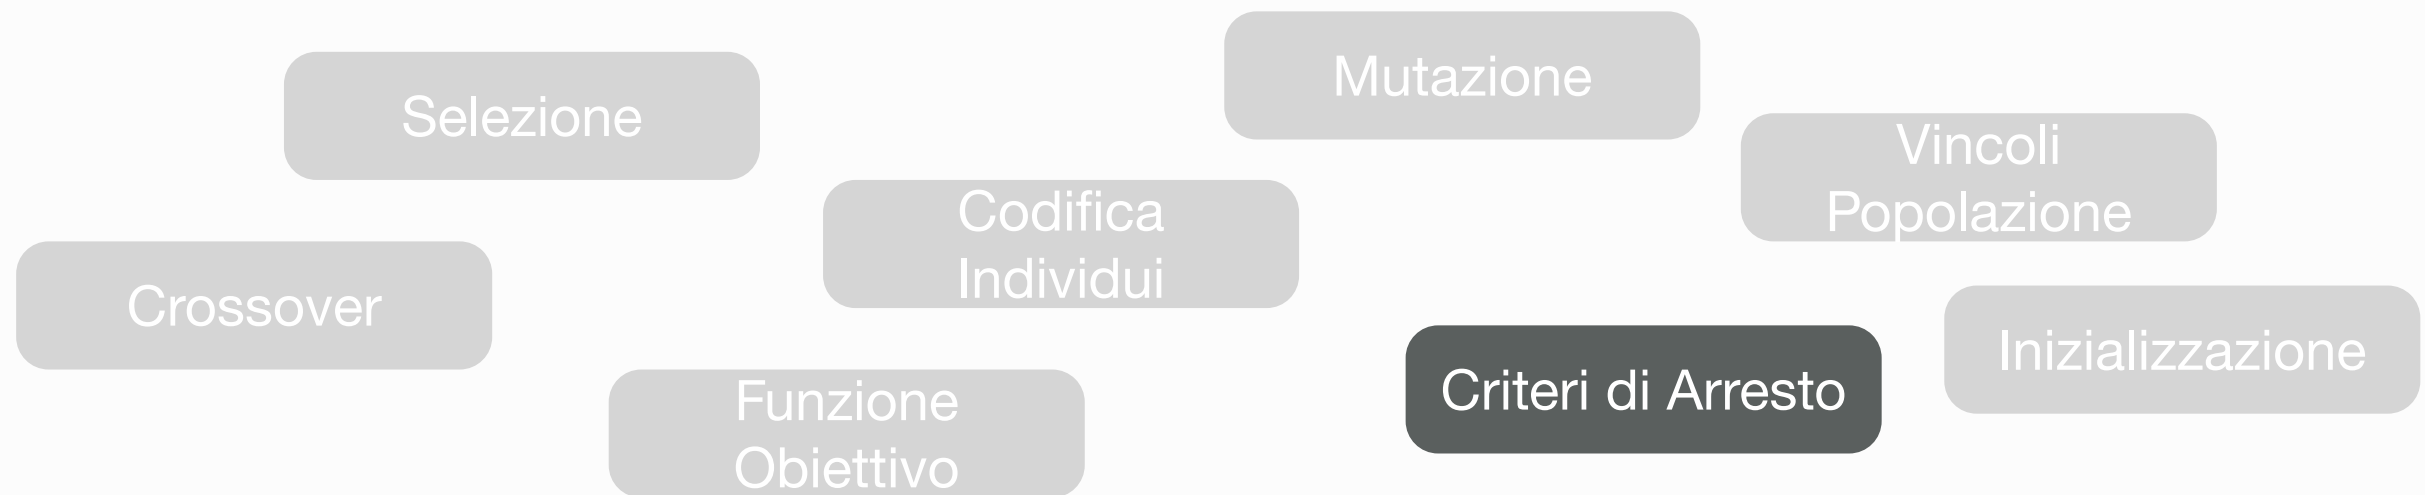 Mutazione
Selezione
Vincoli
Popolazione
Codifica
Individui
Crossover
Inizializzazione
Criteri di Arresto
Funzione
Obiettivo